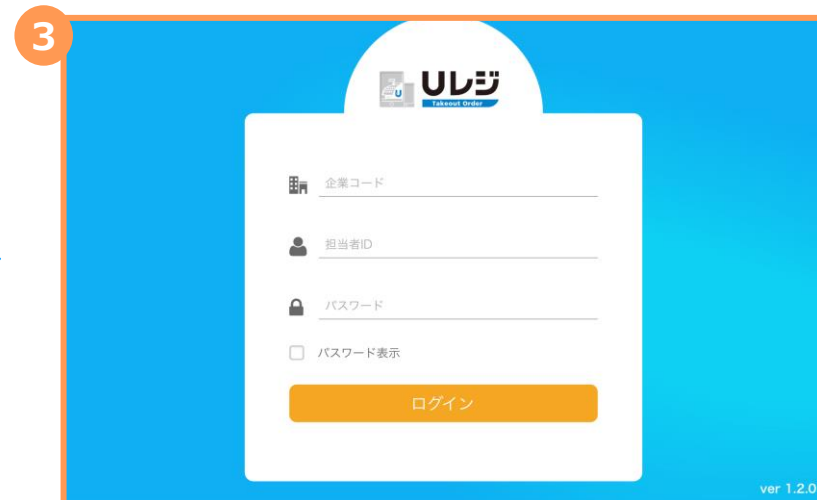 3
U
Uレジ
Takeout Order
企業コード
担当者ID
パスワード
パスワード表示
ログイン
ver 1.2.0